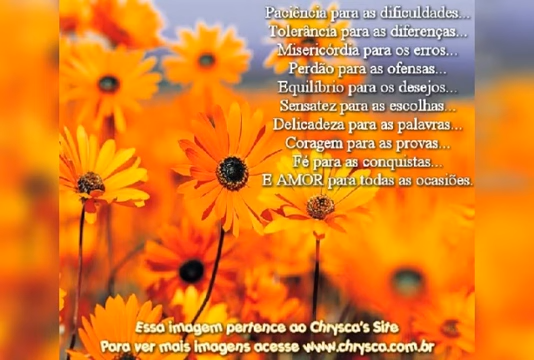 Paciência para as dificuldades...
Tolerância para as diferenças...
Misericórdia para os erros...
Perdão para as ofensas...
Equilíbrio para os desejos...
Sensatez para as escolhas...
Delicadeza para as palavras...
Coragem para as provas...
Fé para as conquistas...
E AMOR para todas as ocasiões.
Essa imagem pertence ao Chrysca's Site
Para ver mais imagens acesse www.chrysca.com.br